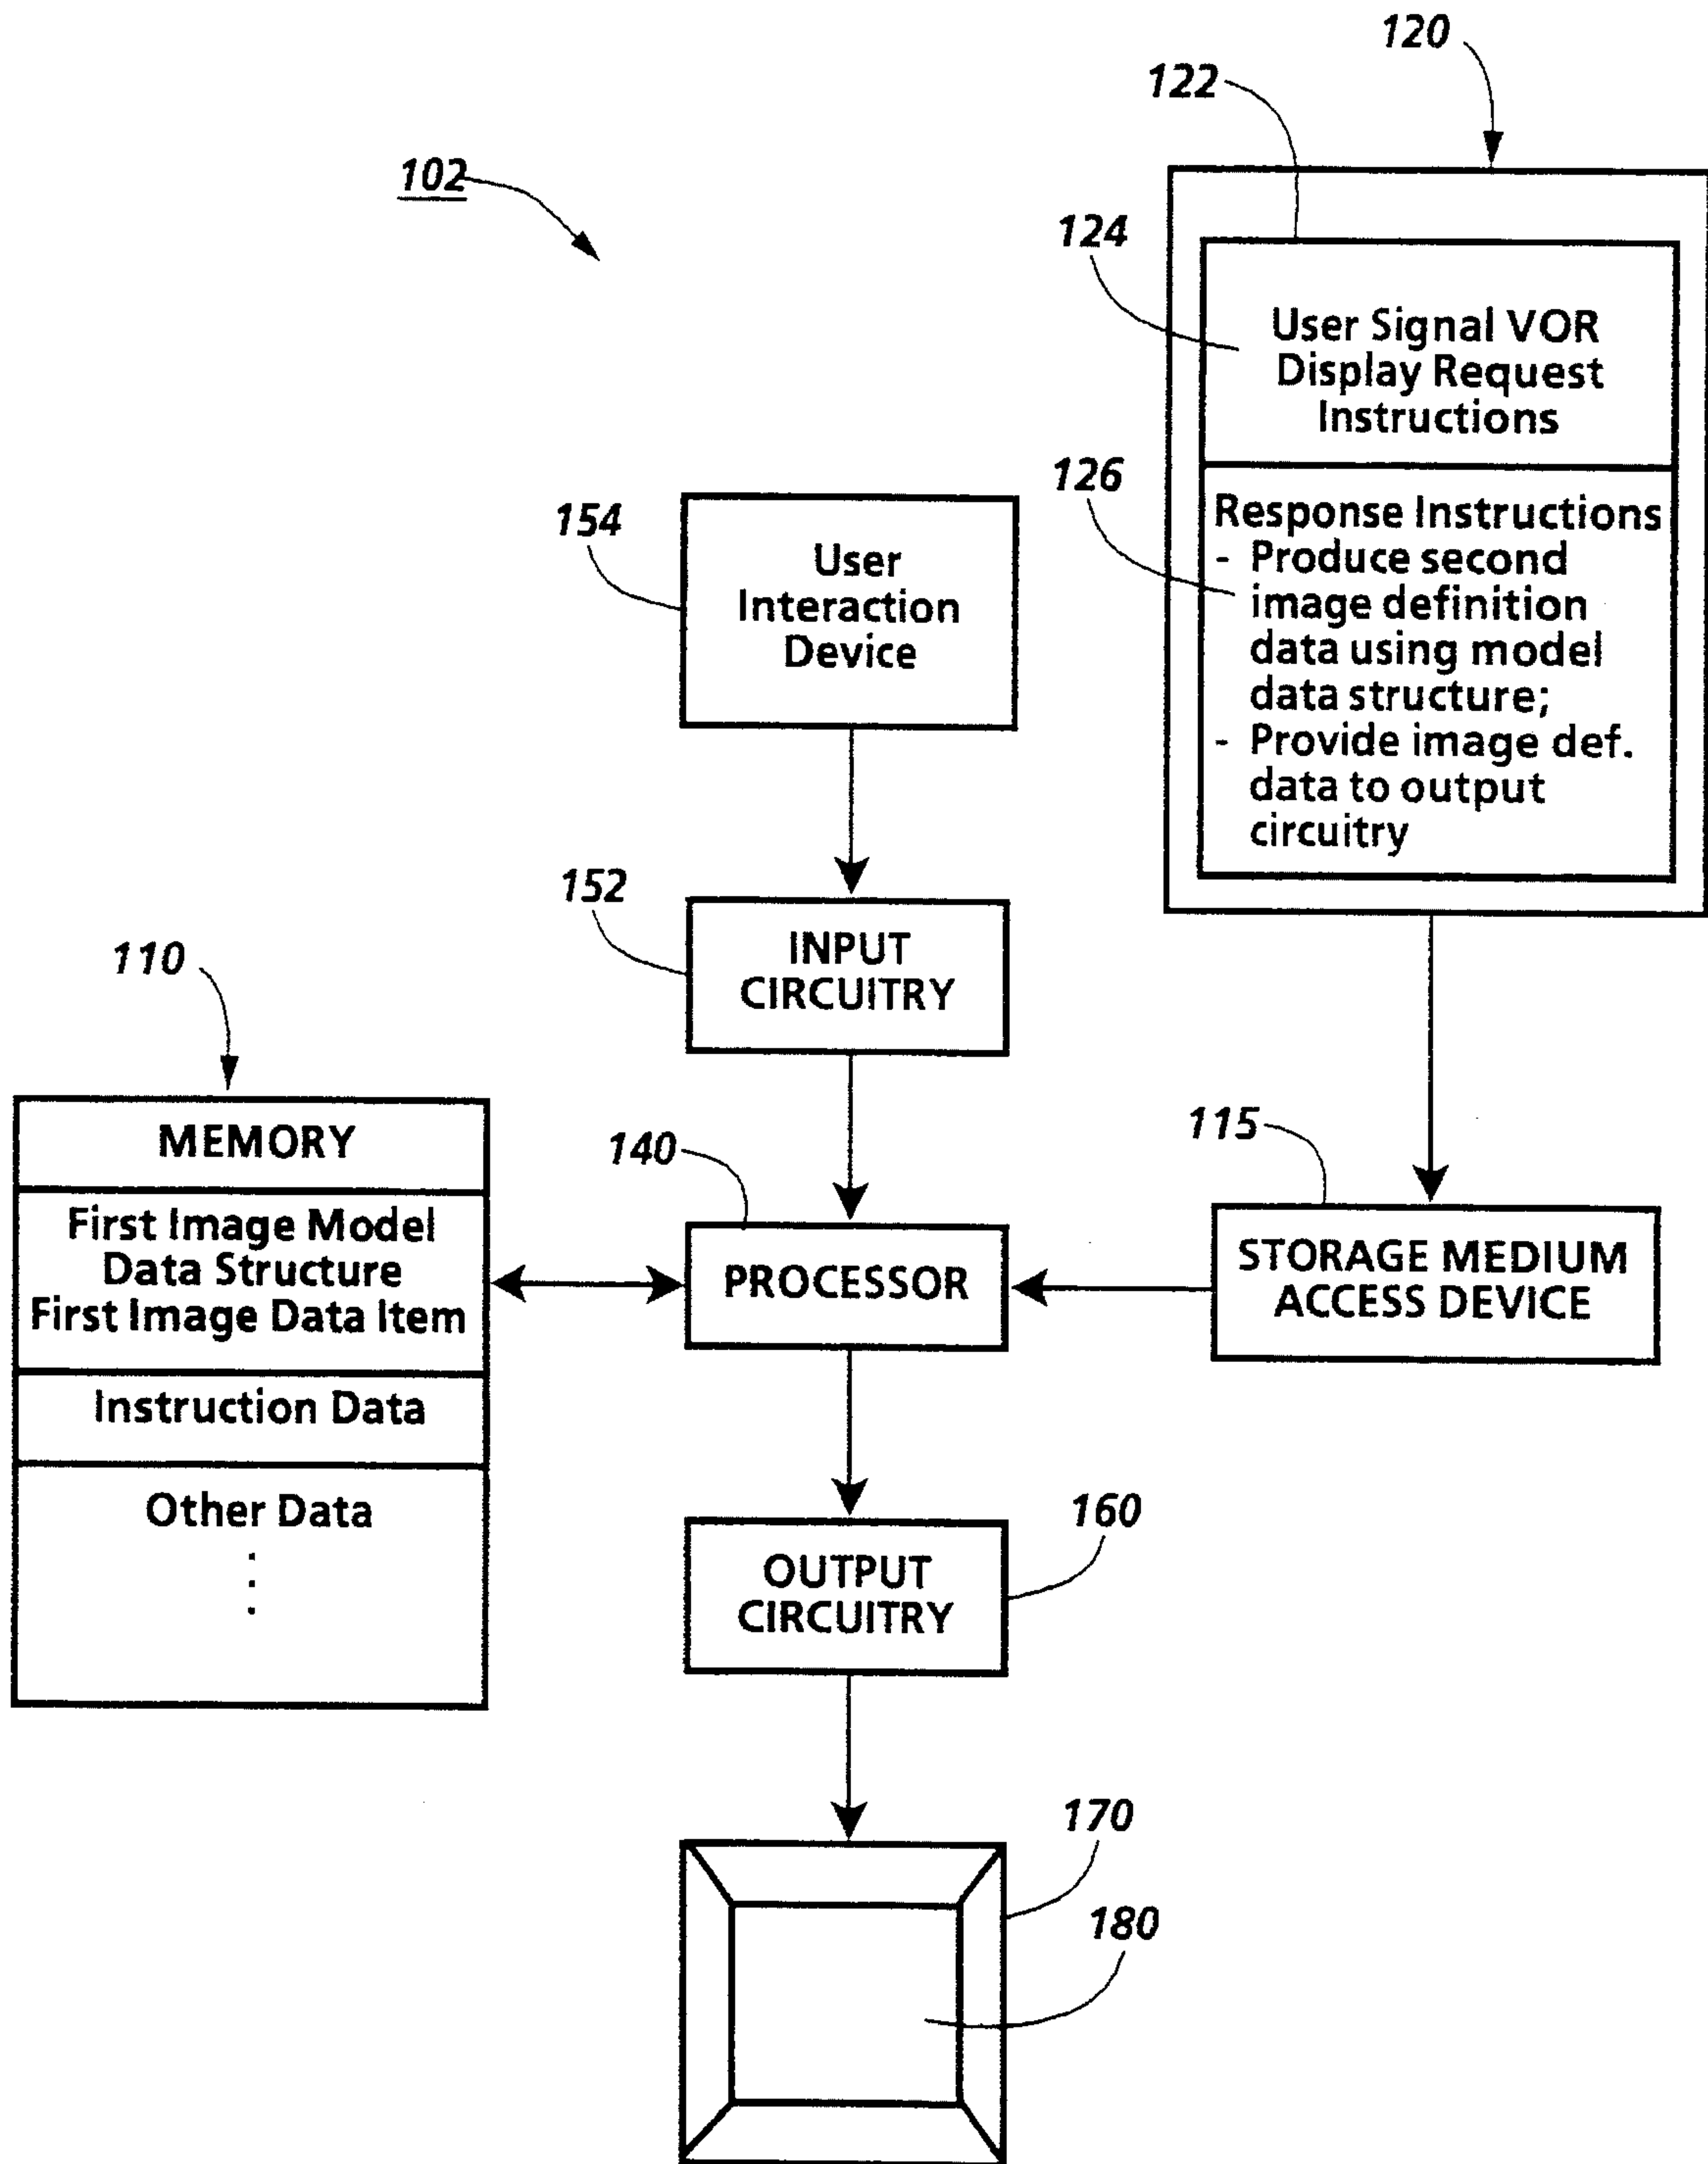 120
122
102
124
User Signal VOR
Display Request
Instructions
126
Response Instructions
- Produce second
image definition
data using model
data structure;
- Provide image def.
data to output
circuitry
154
User
Interaction
Device
152
INPUT
CIRCUITRY
110
MEMORY
First Image Model
Data Structure
First Image Data Item
Instruction Data
Other Data
140
PROCESSOR
115
STORAGE MEDIUM
ACCESS DEVICE
160
OUTPUT
CIRCUITRY
170
180